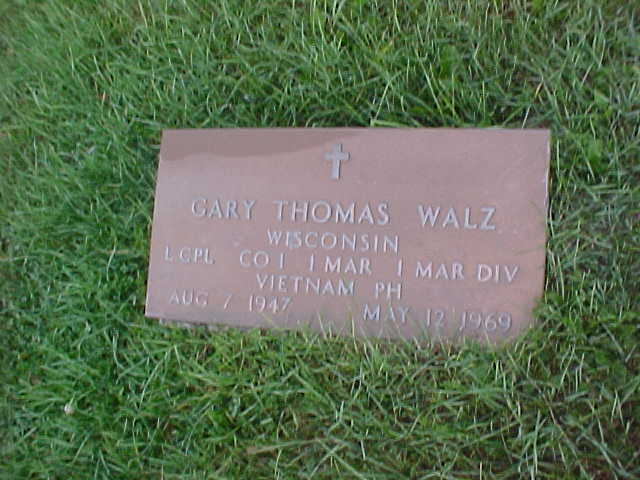 GARY THOMAS WALZ
WISCONSIN
L CPL CO I 1 MAR 1 MAR DIV
VIETNAM PH
AUG 7 1947 MAY 12 1969